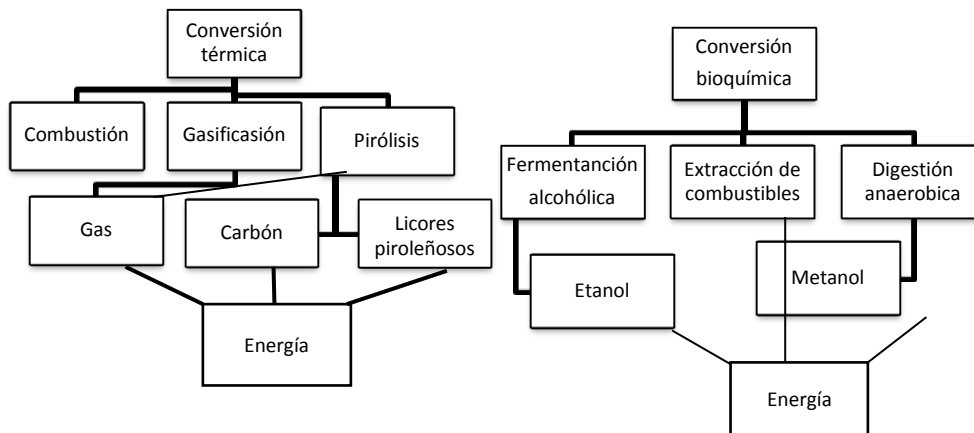 Conversión
térmica
Combustión
Gasificasión
Pirólisis
Gas
Carbón
Licores
piroleñosos
Energía
Conversión
bioquímica
Fermentanción
alcohólica
Extracción de
combustibles
Digestión
anaerobica
Etanol
Metanol
Energía